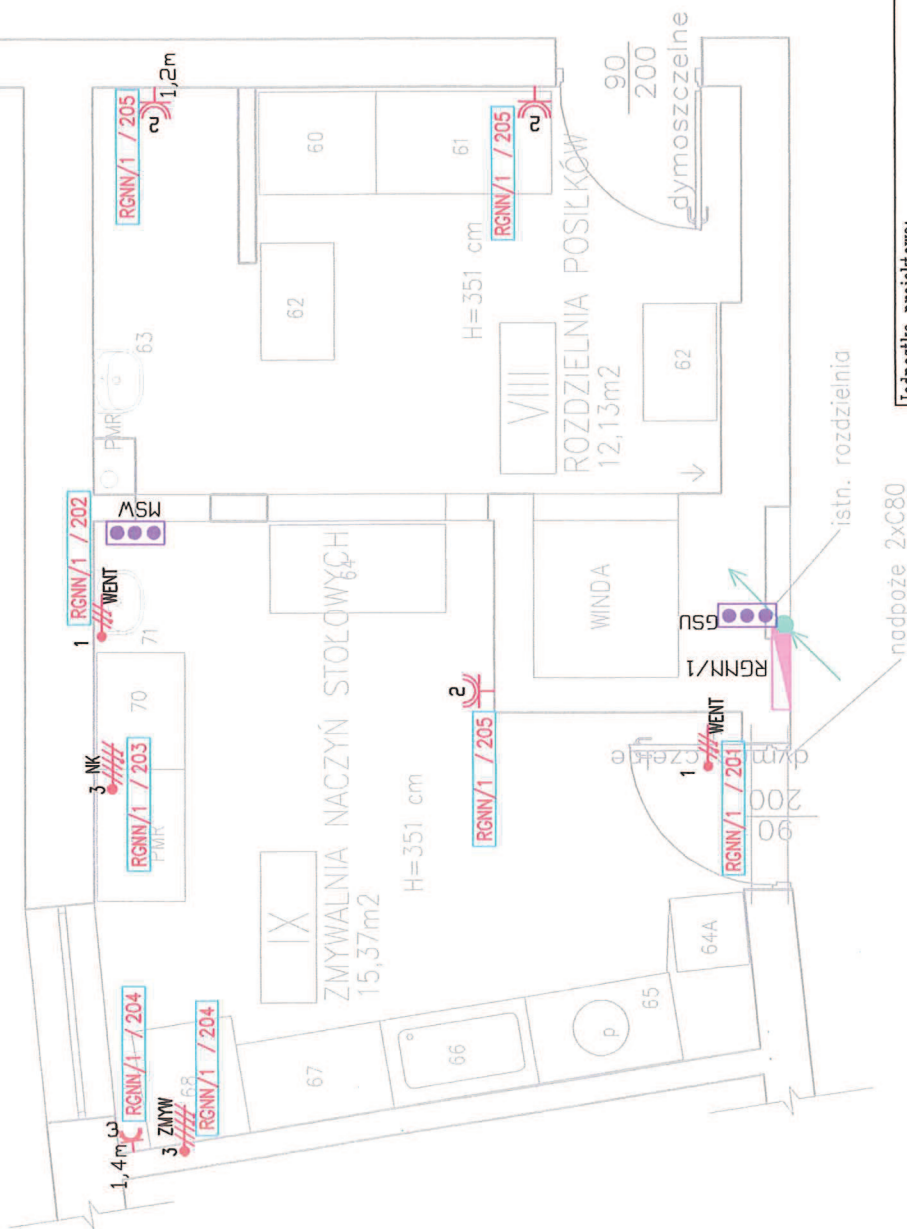 RGNN/1 / 205
2
1,2m
60
61
RGNN/1 / 205
2
90
200
dymoszczelne
62
H=351 cm
63
PMR
VIII
ROZDZIELNIA POSIŁKÓW
12,13m2
62
istn. rozdzielnia
nadpoże 2xC80
RGNN/1 / 202
MSW
1
WENT
71
64
WINDA
GSU
RGNN/1
70
3 NK
RGNN/1 / 203
PMR
2
RGNN/1 / 205
1
WENT
RGNN/1 / 201
90
200
IX
ZMYWALNIA NACZYŃ STOŁOWYCH
15,37m2
H=351 cm
64A
65
p
66
67
68
1,4m
3
RGNN/1 / 204
3 ZMYW
RGNN/1 / 204